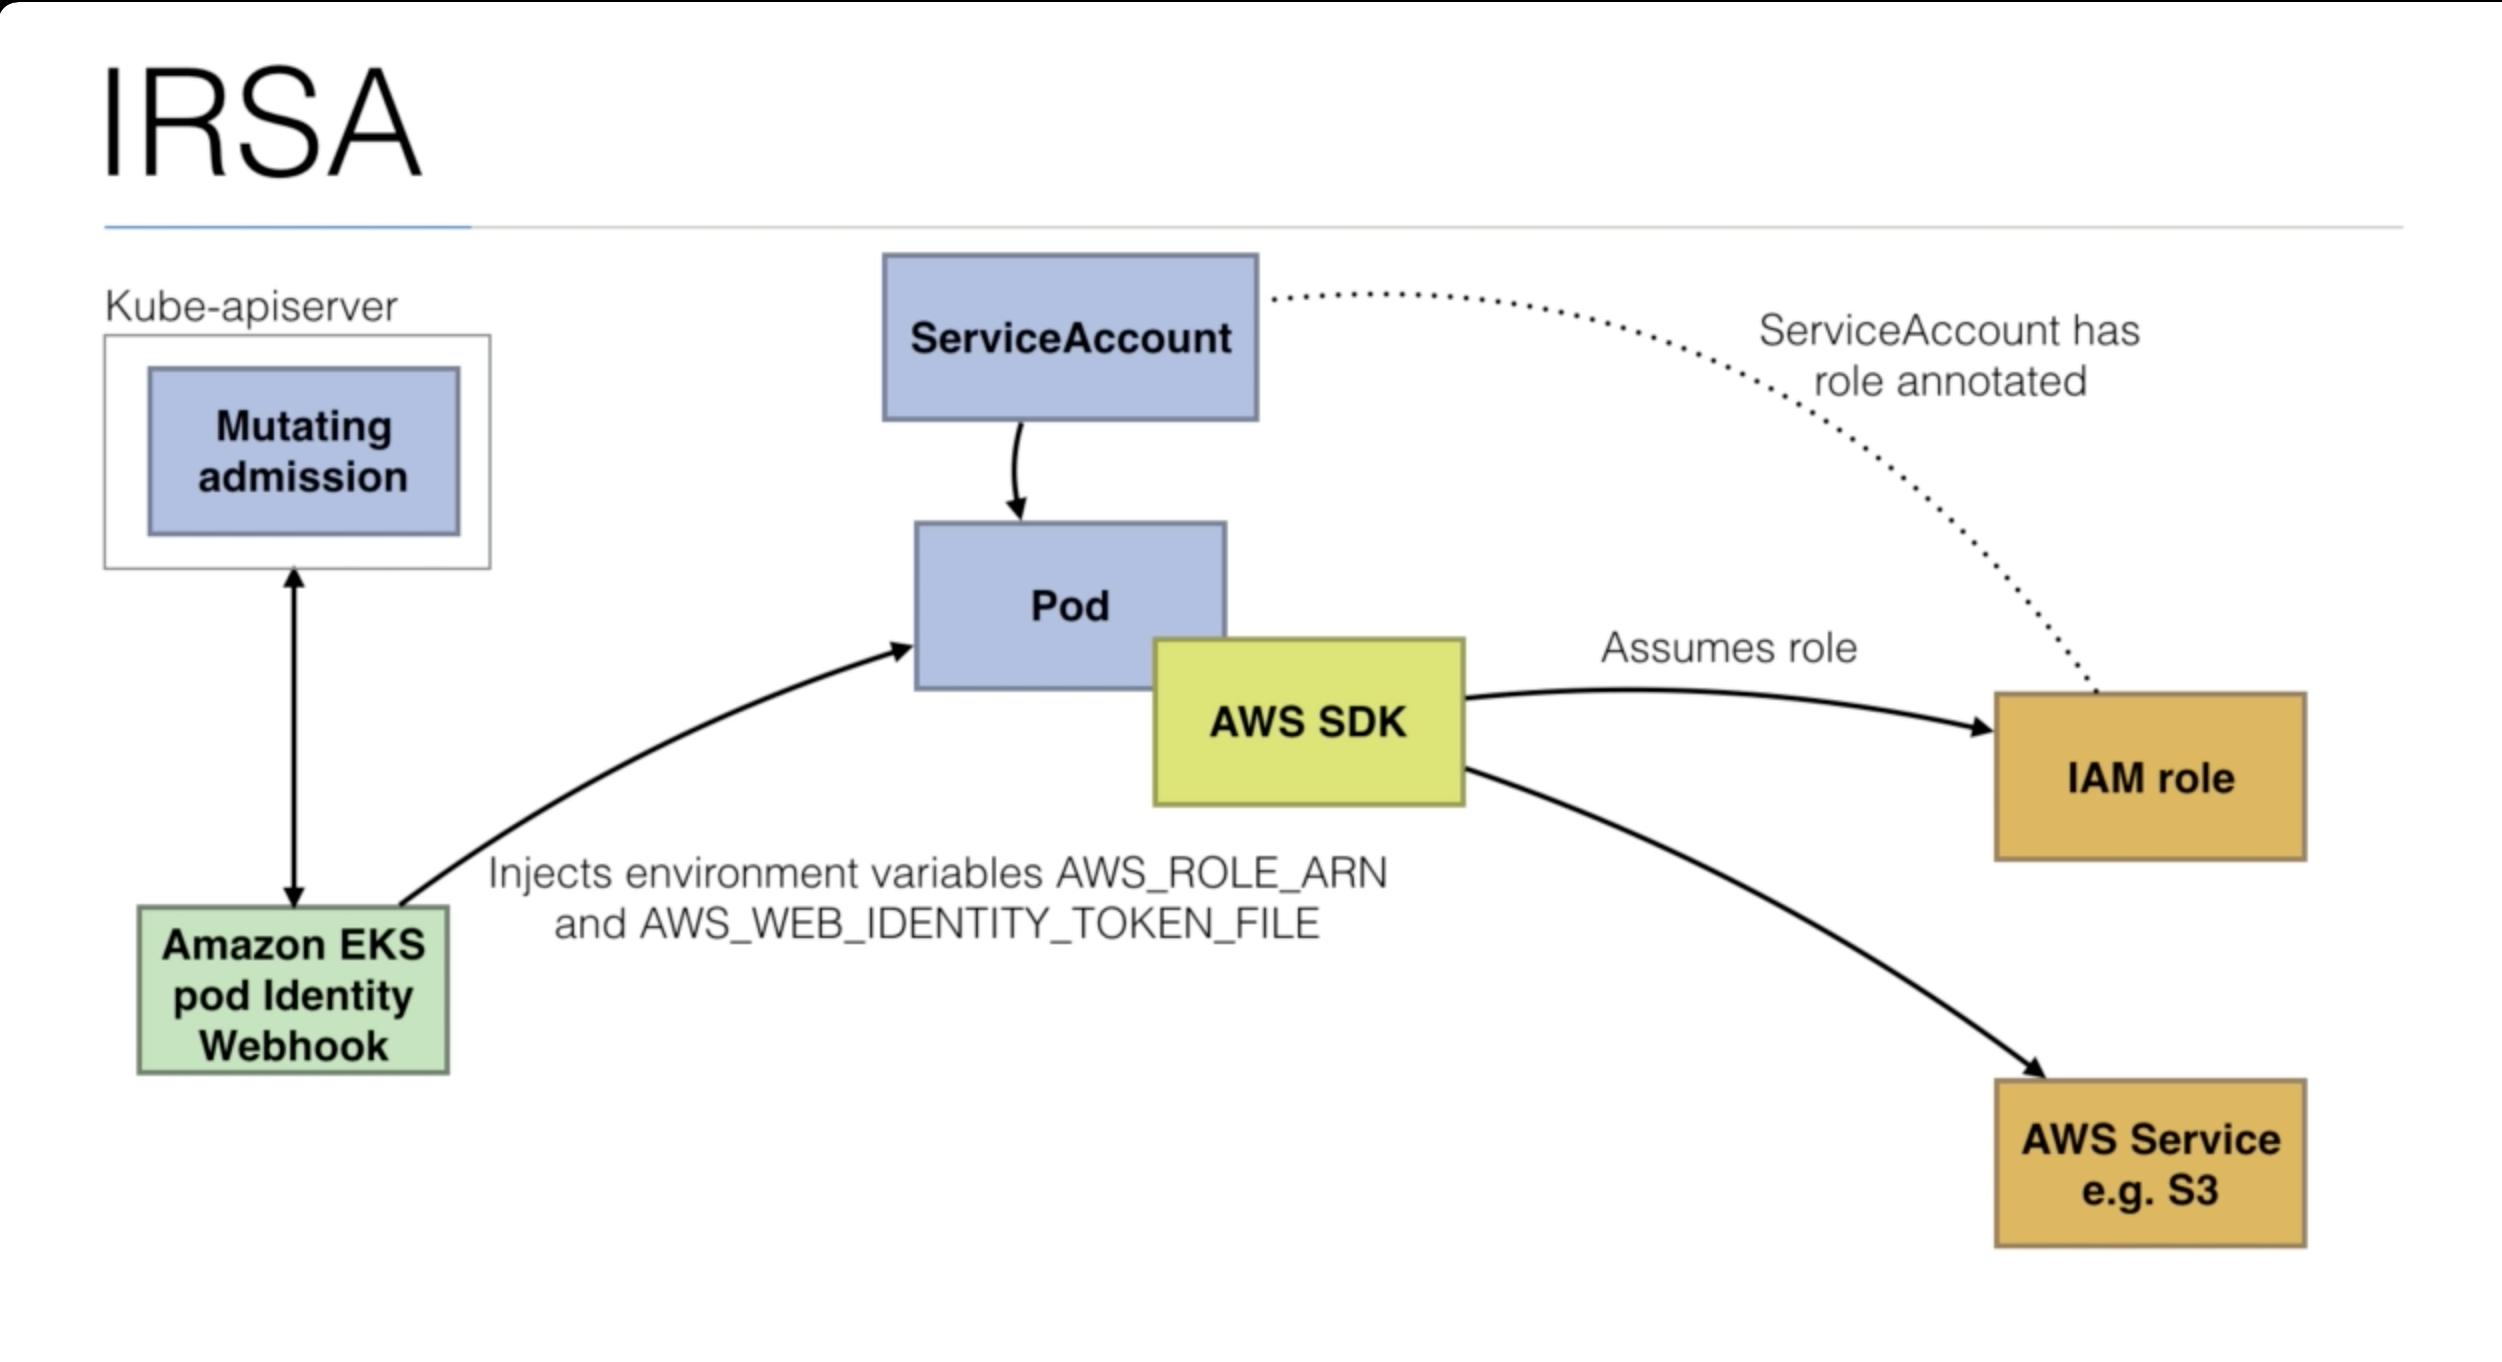 IRSA
Kube-apiserver
Mutating
admission
ServiceAccount
ServiceAccount has
role annotated
Pod
AWS SDK
Assumes role
IAM role
Injects environment variables AWS_ROLE_ARN
and AWS_WEB_IDENTITY_TOKEN_FILE
Amazon EKS
pod Identity
Webhook
AWS Service
e.g. S3